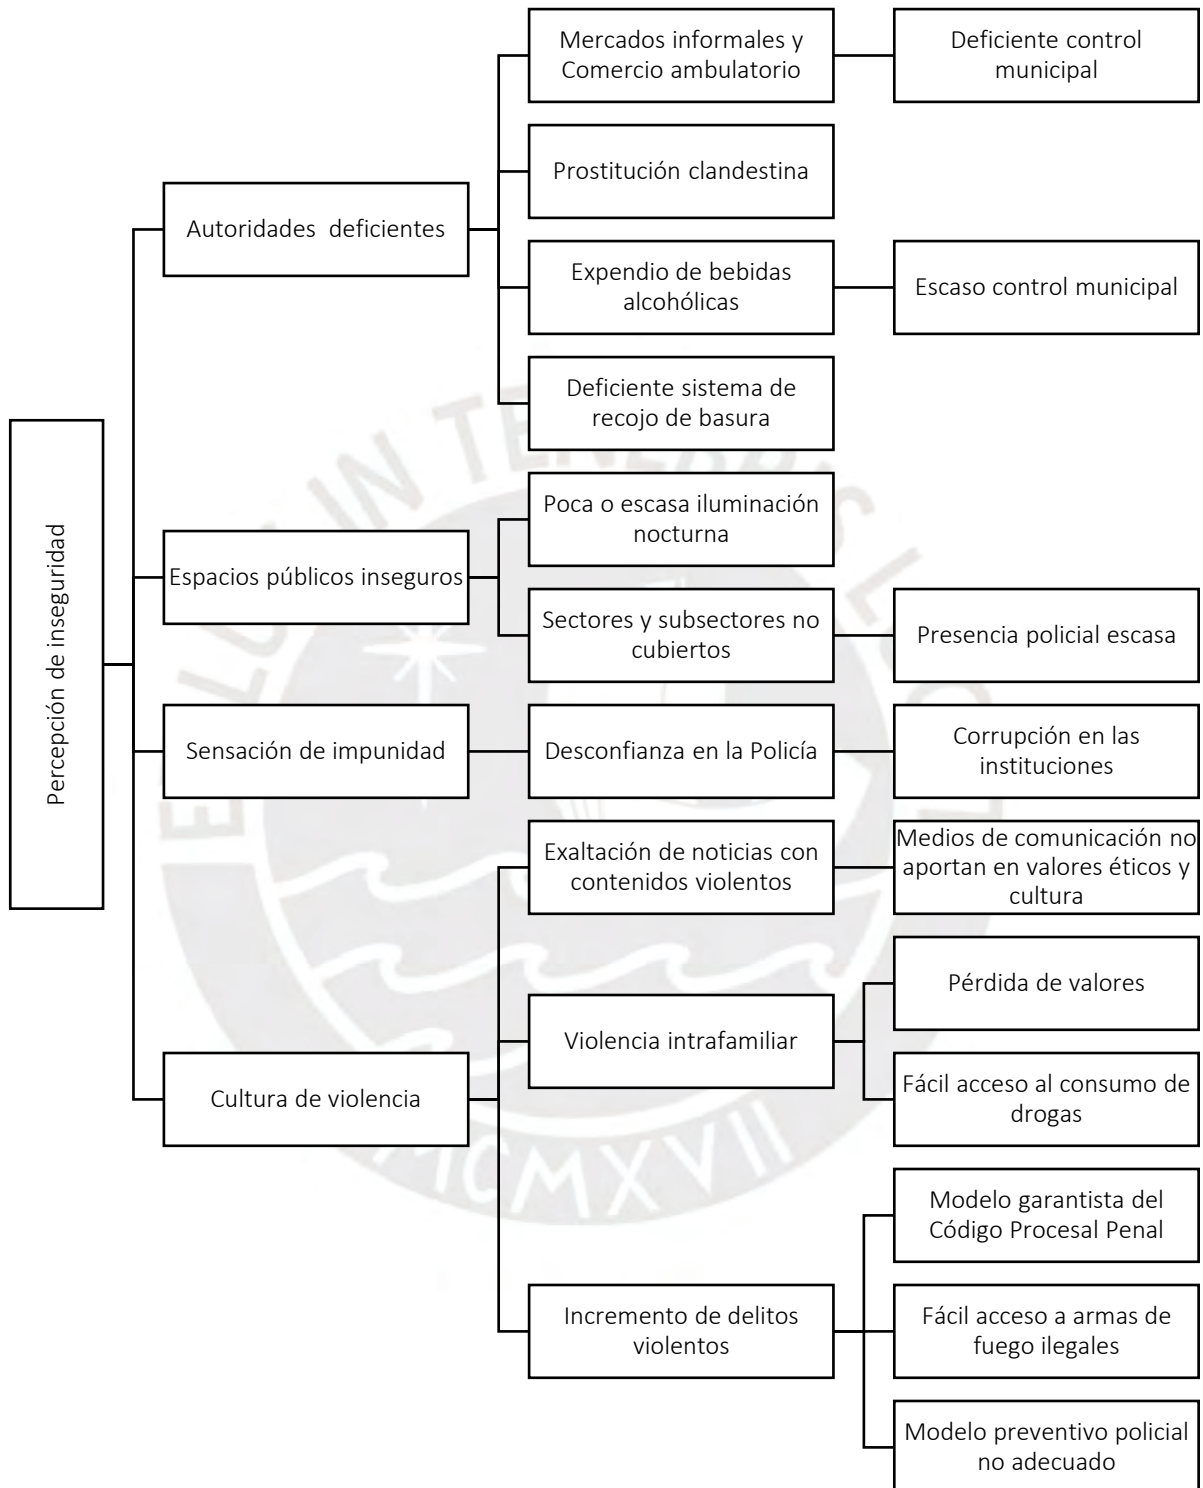 Percepción de inseguridad
Autoridades deficientes
Mercados informales y
Comercio ambulatorio
Deficiente control
municipal
Prostitución clandestina
Expendio de bebidas
alcohólicas
Escaso control municipal
Deficiente sistema de
recojo de basura
Espacios públicos inseguros
Poca o escasa iluminación
nocturna
Sectores y subsectores no
cubiertos
Presencia policial escasa
Sensación de impunidad
Desconfianza en la Policía
Corrupción en las
instituciones
Cultura de violencia
Exaltación de noticias con
contenidos violentos
Medios de comunicación no
aportan en valores éticos y
cultura
Violencia intrafamiliar
Pérdida de valores
Fácil acceso al consumo de
drogas
Incremento de delitos
violentos
Modelo garantista del
Código Procesal Penal
Fácil acceso a armas de
fuego ilegales
Modelo preventivo policial
no adecuado
MCMXVII